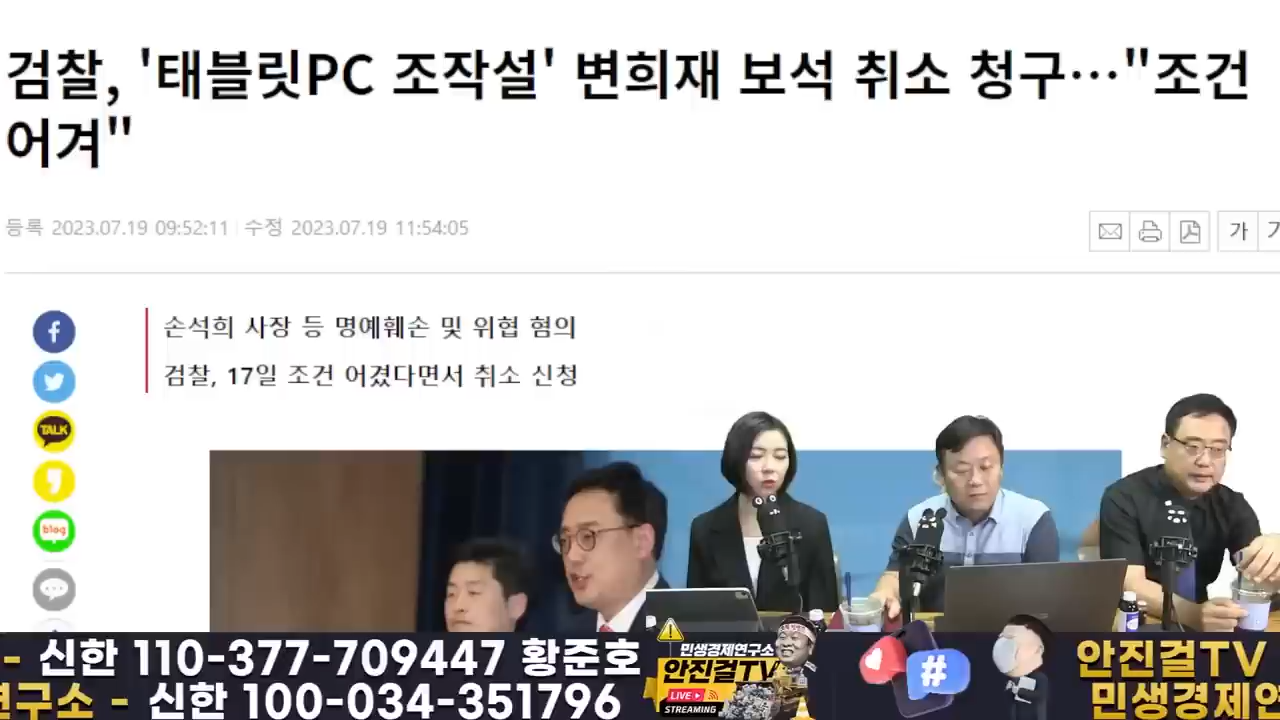 검찰, '태블릿PC 조작설' 변희재 보석 취소 청구…"조건
어겨"
등록 2023.07.19 09:52:11 수정 2023.07.19 11:54:05
가
손석희 사장 등 명예훼손 및 위협 혐의
검찰, 17일 조건 어겼다면서 취소 신청
TALK
blog
- 신한 110-377-709447 황준호
연구소 - 신한 100-034-351796
민생경제연구소
안진걸TV
LIVE
STREAMING
#
안진걸TV
민생경제연